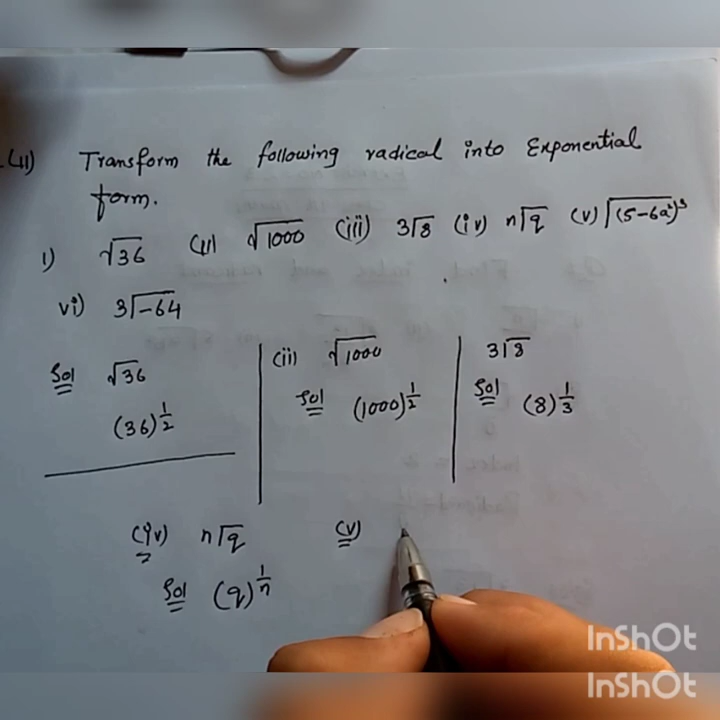 Q.(II) Transform the following radical into Exponential
form.
i) √36 (ii) √1000 (iii) 3√8 (iv) n√q (v) √(5-6a²)³
vi) 3√-64
Sol √36
(36)^1/2
(ii) √1000
Sol (1000)^1/2
3√8
Sol (8)^1/3
(iv) n√q
Sol (q)^1/n
(v)
InShOt
InShOt